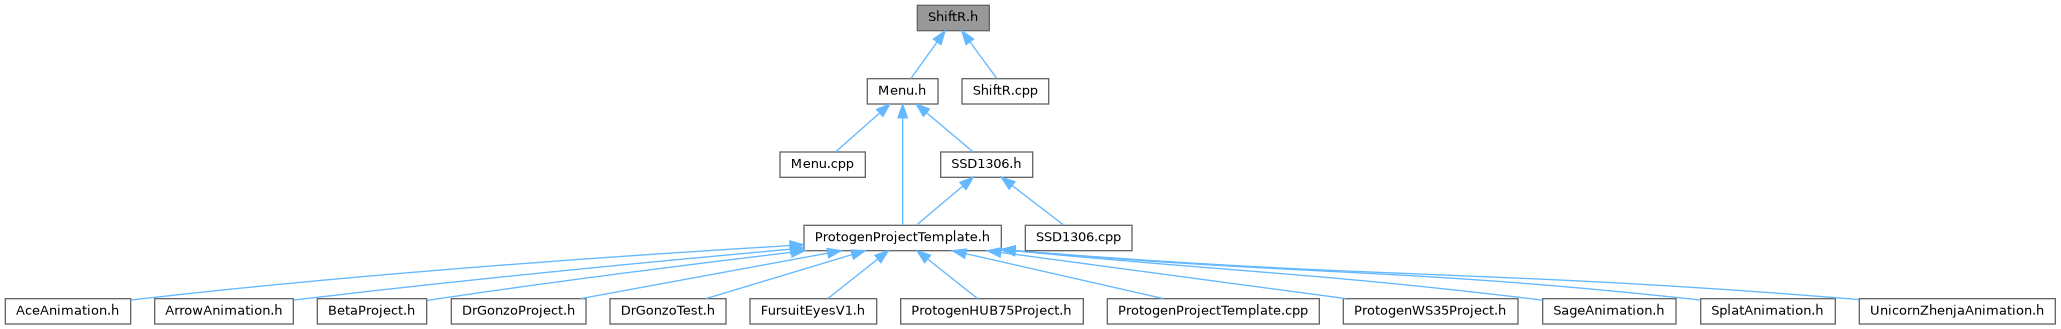 ShiftR.h
Menu.h
ShiftR.cpp
Menu.cpp
SSD1306.h
ProtogenProjectTemplate.h
SSD1306.cpp
AceAnimation.h
ArrowAnimation.h
BetaProject.h
DrGonzoProject.h
DrGonzoTest.h
FursuitEyesV1.h
ProtogenHUB75Project.h
ProtogenProjectTemplate.cpp
ProtogenWS35Project.h
SageAnimation.h
SplatAnimation.h
UnicornZhenjaAnimation.h